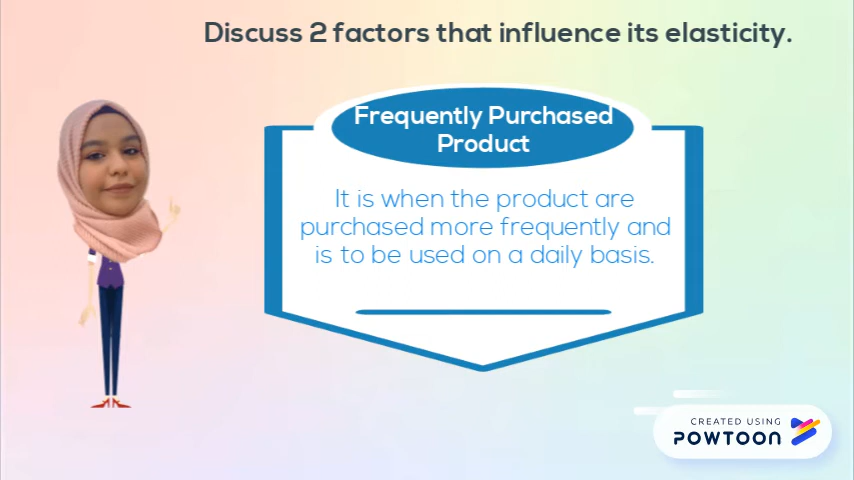 Discuss 2 factors that influence its elasticity.
Frequently Purchased
Product
It is when the product are
purchased more frequently and
is to be used on a daily basis.
CREATED USING
POWTOON